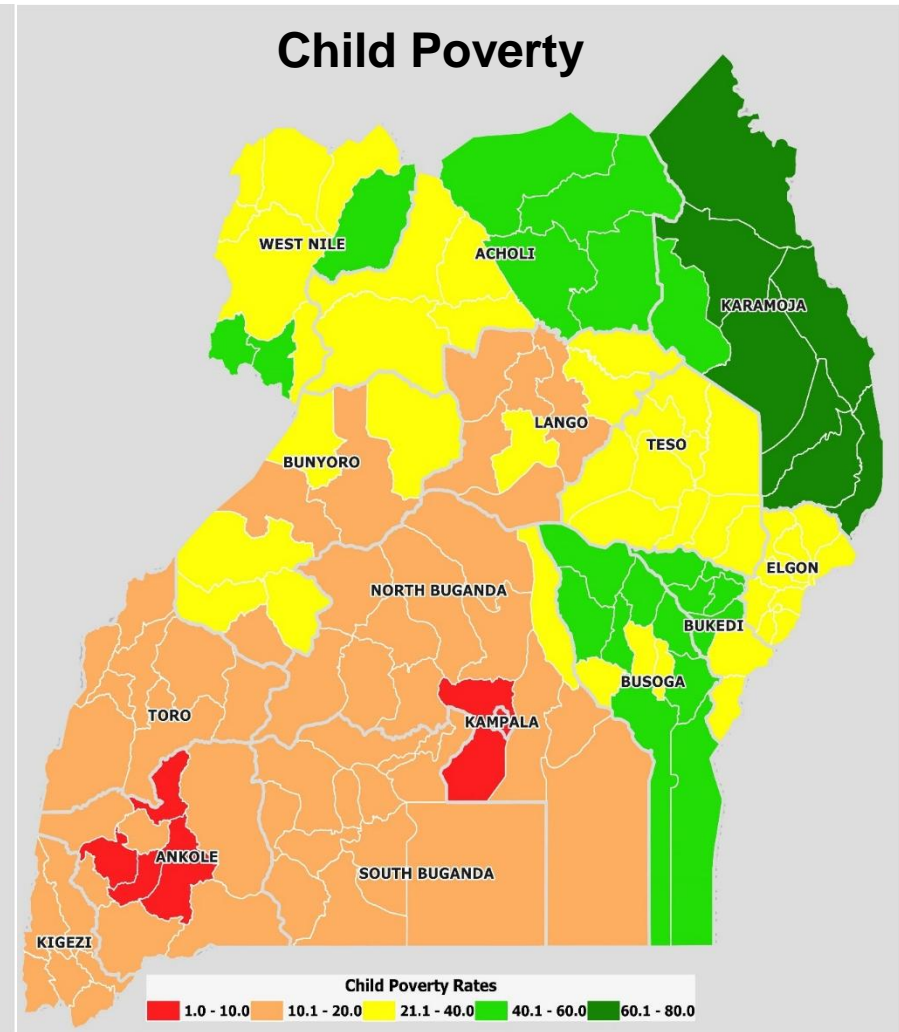 Child Poverty
WEST NILE
ACHOLI
KARAMOJA
LANGO
TESO
BUNYORO
ELGON
NORTH BUGANDA
BUKEDI
BUSOGA
TORO
KAMPALA
ANKOLE
SOUTH BUGANDA
KIGEZI
Child Poverty Rates
1.0 - 10.0 10.1 - 20.0 21.1 - 40.0 40.1 - 60.0 60.1 - 80.0